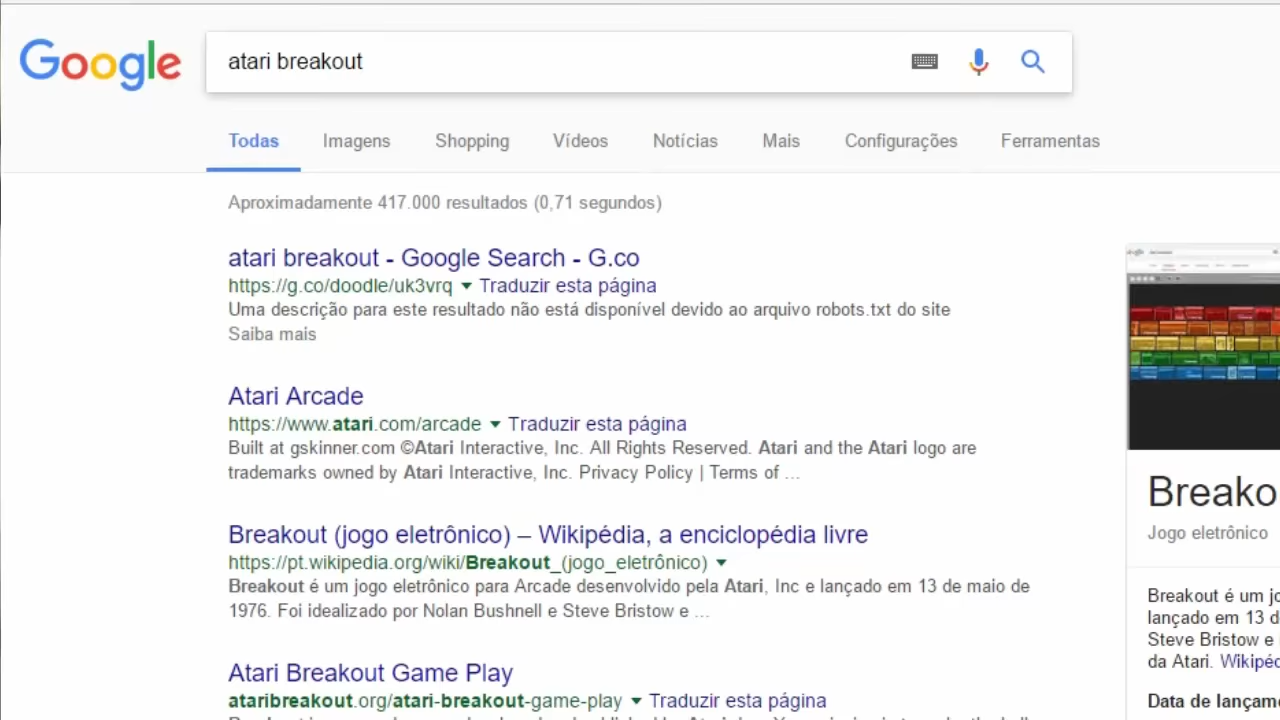 Google
atari breakout
Todas Imagens Shopping Vídeos Notícias Mais Configurações Ferramentas
Aproximadamente 417.000 resultados (0,71 segundos)
atari breakout - Google Search - G.co
https://g.co/doodle/uk3vrq Traduzir esta página
Uma descrição para este resultado não está disponível devido ao arquivo robots.txt do site
Saiba mais
Atari Arcade
https://www.atari.com/arcade Traduzir esta página
Built at gskinner.com ©Atari Interactive, Inc. All Rights Reserved. Atari and the Atari logo are
trademarks owned by Atari Interactive, Inc. Privacy Policy | Terms of ...
Breakout (jogo eletrônico) – Wikipédia, a enciclopédia livre
https://pt.wikipedia.org/wiki/Breakout_(jogo_eletrônico)
Breakout é um jogo eletrônico para Arcade desenvolvido pela Atari, Inc e lançado em 13 de maio de
1976. Foi idealizado por Nolan Bushnell e Steve Bristow e ...
Atari Breakout Game Play
ataribreakout.org/atari-breakout-game-play Traduzir esta página
Breako
Jogo eletrônico
Breakout é um jo
lançado em 13 d
Steve Bristow e
da Atari. Wikipéd
Data de lançam